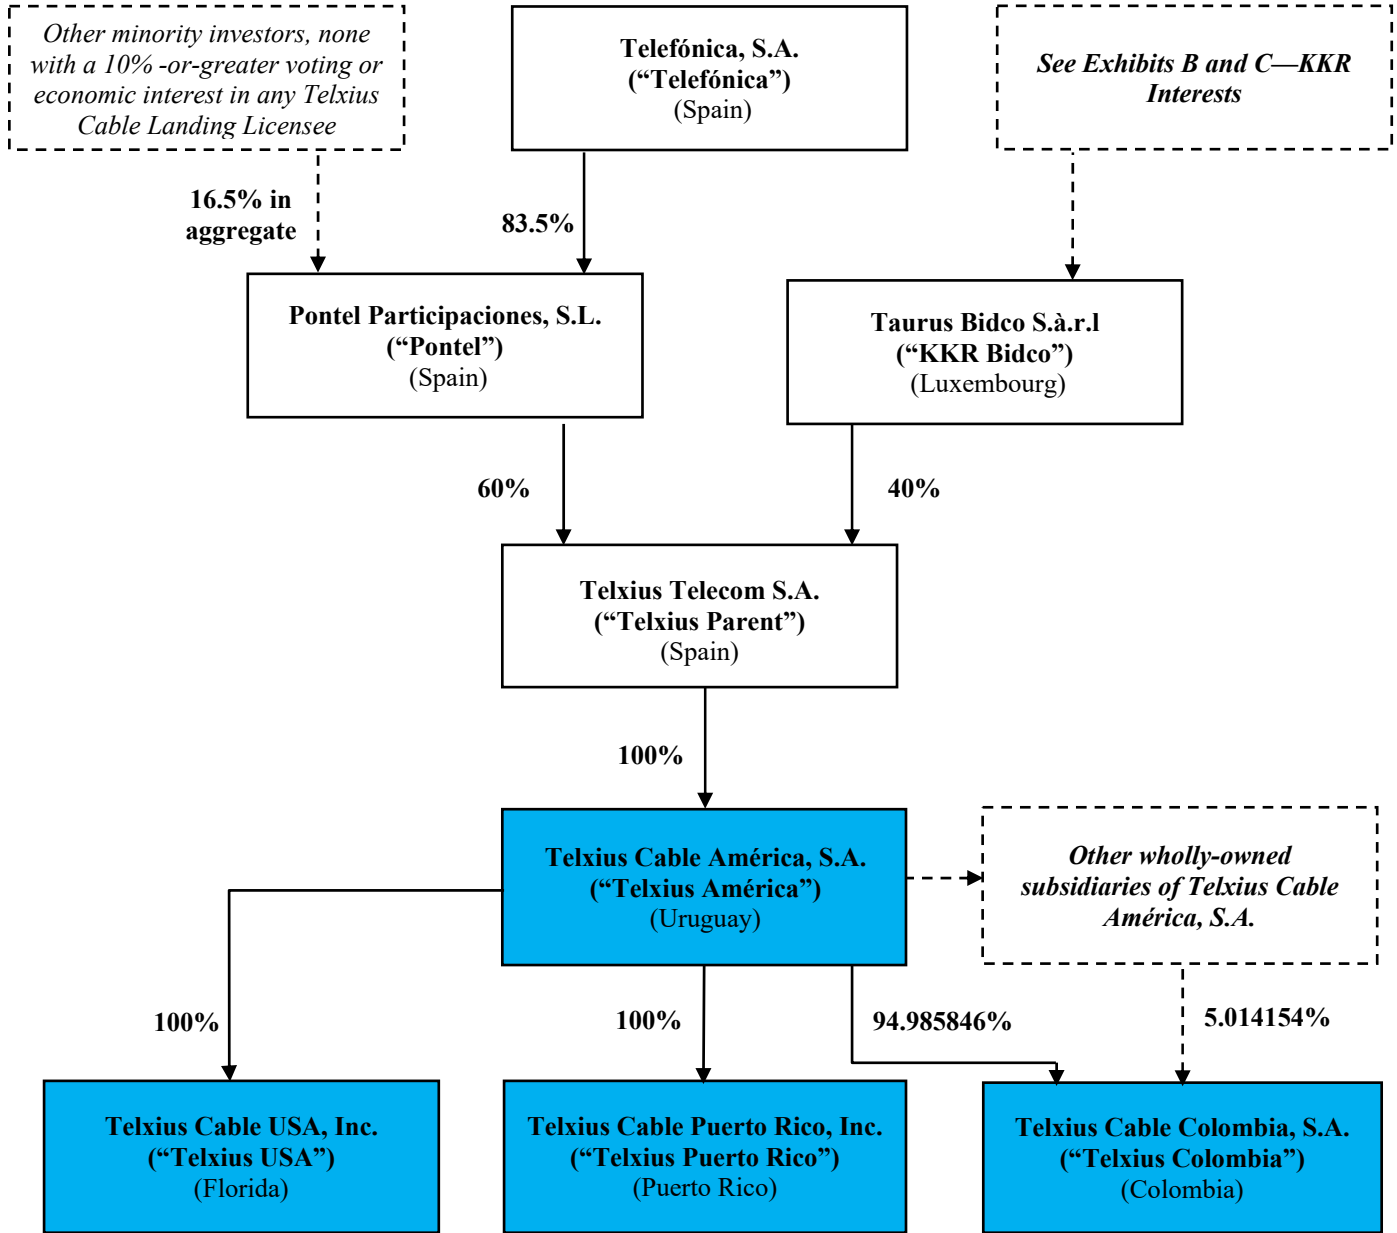 Other minority investors, none
with a 10% -or-greater voting or
economic interest in any Telxius
Cable Landing Licensee
Telefónica, S.A.
(“Telefónica”)
(Spain)
See Exhibits B and C—KKR
Interests
16.5% in
aggregate
83.5%
Pontel Participaciones, S.L.
(“Pontel”)
(Spain)
Taurus Bidco S.à.r.l
(“KKR Bidco”)
(Luxembourg)
60%
40%
Telxius Telecom S.A.
(“Telxius Parent”)
(Spain)
100%
Telxius Cable América, S.A.
(“Telxius América”)
(Uruguay)
Other wholly-owned
subsidiaries of Telxius Cable
América, S.A.
100%
100%
94.985846%
5.014154%
Telxius Cable USA, Inc.
(“Telxius USA”)
(Florida)
Telxius Cable Puerto Rico, Inc.
(“Telxius Puerto Rico”)
(Puerto Rico)
Telxius Cable Colombia, S.A.
(“Telxius Colombia”)
(Colombia)